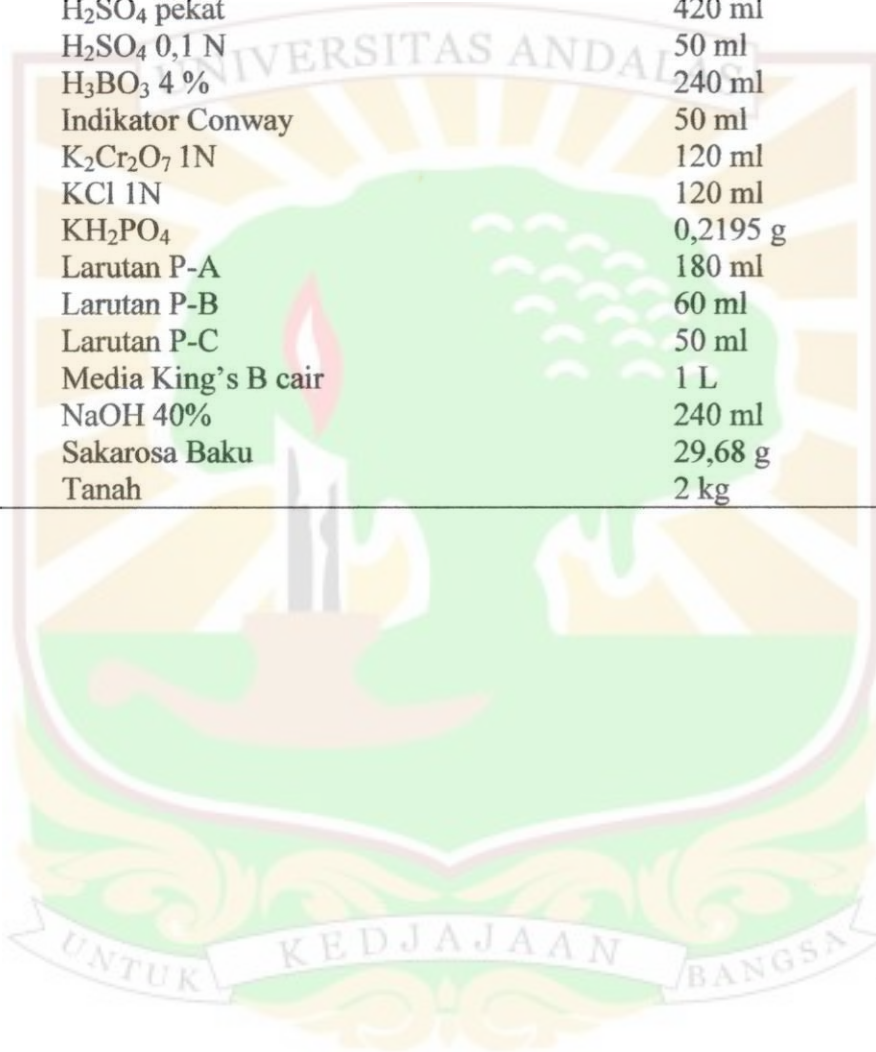 H₂SO₄ pekat 420 ml
UNIVERSITAS ANDALAS
H₂SO₄ 0,1 N 50 ml
H₃BO₃ 4 % 240 ml
Indikator Conway 50 ml
K₂Cr₂O₇ 1N 120 ml
KCl 1N 120 ml
KH₂PO₄ 0,2195 g
Larutan P-A 180 ml
Larutan P-B 60 ml
Larutan P-C 50 ml
Media King's B cair 1 L
NaOH 40% 240 ml
Sakarosa Baku 29,68 g
Tanah 2 kg
UNTUK KEDJAJAAN BANGSA